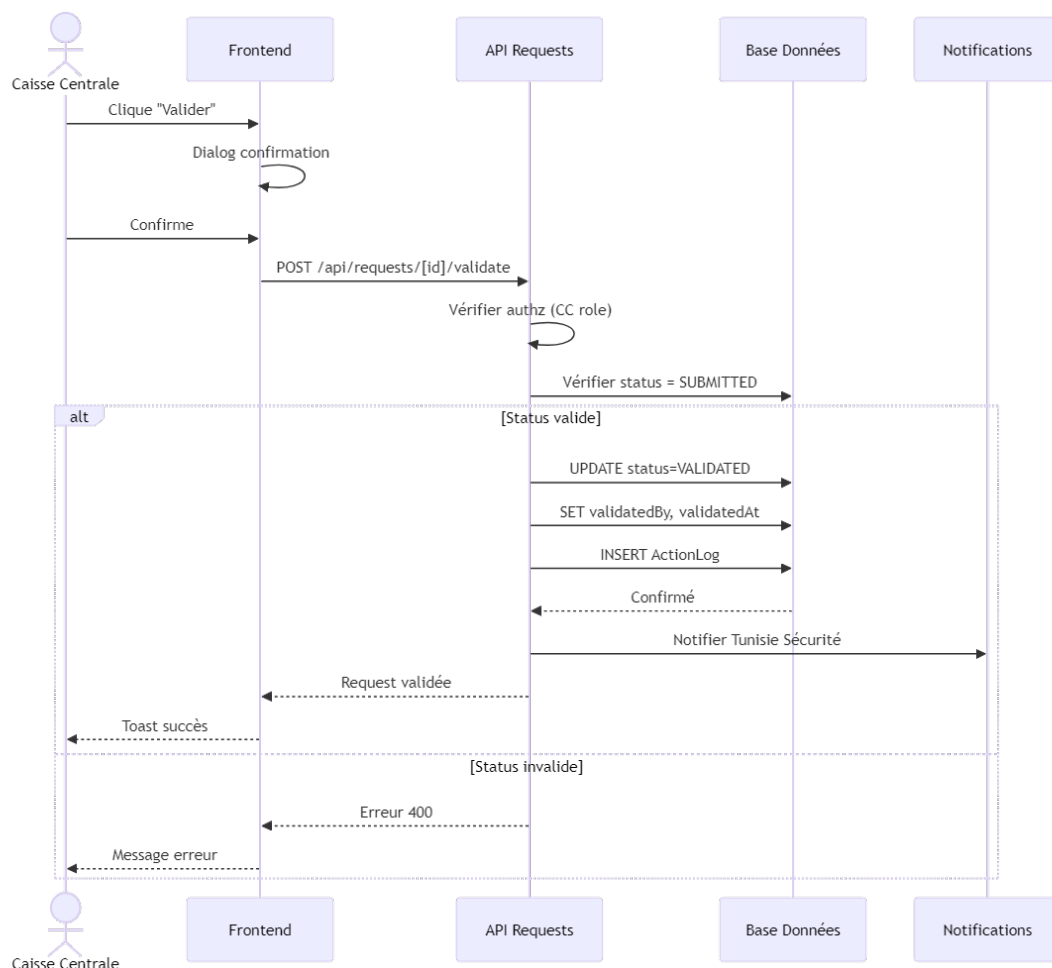 Caisse Centrale
Frontend
API Requests
Base Données
Notifications
Clique "Valider"
Dialog confirmation
Confirme
POST /api/requests/[id]/validate
Vérifier authz (CC role)
Vérifier status = SUBMITTED
alt
[Status valide]
UPDATE status=VALIDATED
SET validatedBy, validatedAt
INSERT ActionLog
Confirmé
Notifier Tunisie Sécurité
Request validée
Toast succès
[Status invalide]
Erreur 400
Message erreur
Caisse Centrale
Frontend
API Requests
Base Données
Notifications